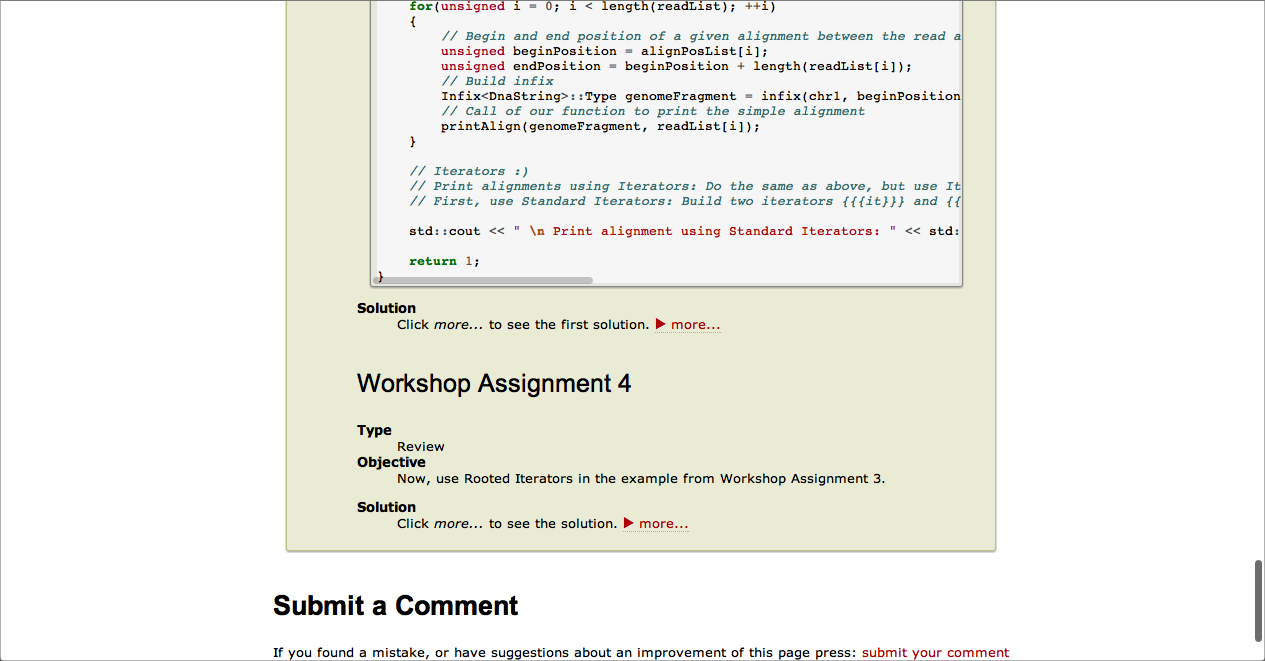 for(unsigned i = 0; i < length(readList); ++i)
{
// Begin and end position of a given alignment between the read a
unsigned beginPosition = alignPosList[i];
unsigned endPosition = beginPosition + length(readList[i]);
// Build infix
Infix<DnaString>::Type genomeFragment = infix(chr1, beginPosition
// Call of our function to print the simple alignment
printAlign(genomeFragment, readList[i]);
}
// Iterators :)
// Print alignments using Iterators: Do the same as above, but use It
// First, use Standard Iterators: Build two iterators {{{it}}} and {{
std::cout << " \n Print alignment using Standard Iterators: " << std:
return 1;
}
Solution
Click more... to see the first solution. ▶ more...
Workshop Assignment 4
Type
Review
Objective
Now, use Rooted Iterators in the example from Workshop Assignment 3.
Solution
Click more... to see the solution. ▶ more...
Submit a Comment
If you found a mistake, or have suggestions about an improvement of this page press: submit your comment